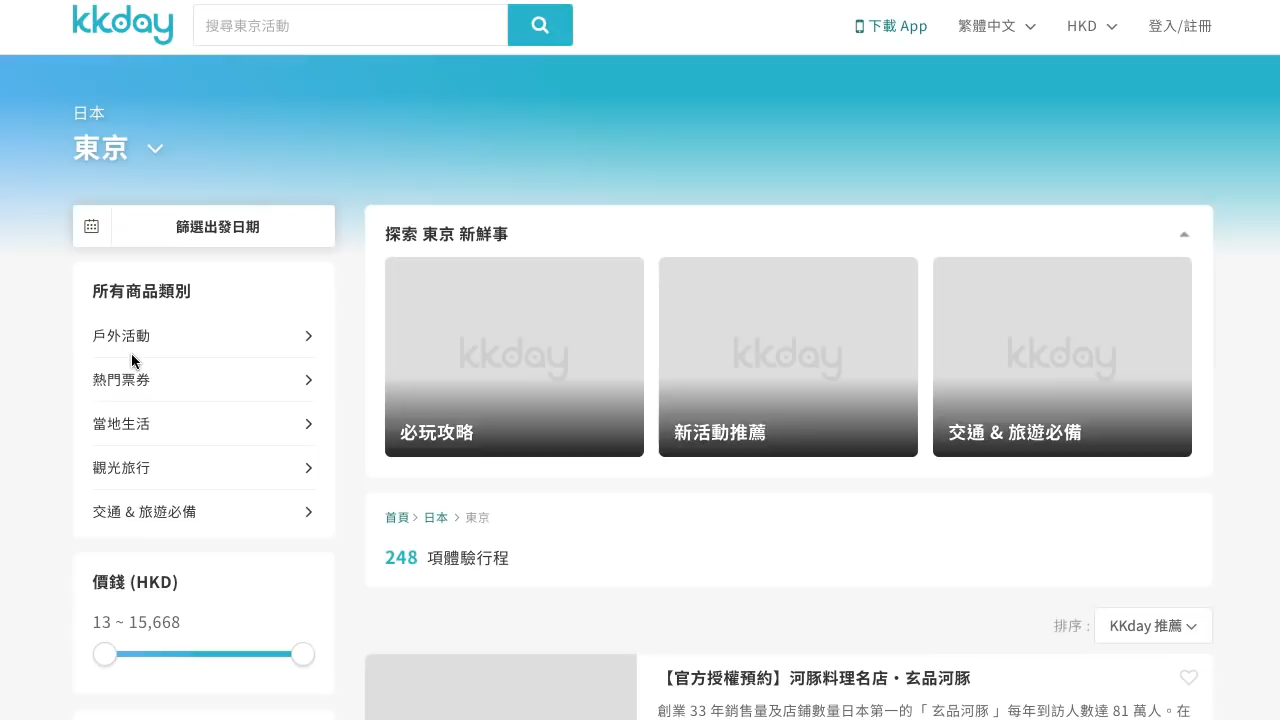 kkday
搜尋東京活動
下載 App
繁體中文
HKD
登入/註冊
日本
東京
篩選出發日期
所有商品類別
戶外活動
熱門票券
當地生活
觀光旅行
交通 & 旅遊必備
價錢 (HKD)
13 ~ 15,668
探索 東京 新鮮事
kkday
kkday
kkday
必玩攻略
新活動推薦
交通 & 旅遊必備
首頁 > 日本 > 東京
248 項體驗行程
排序 :
KKday 推薦
【官方授權預約】河豚料理名店・玄品河豚
創業 33 年銷售量及店鋪數量日本第一的「 玄品河豚 」每年到訪人數達 81 萬人。在